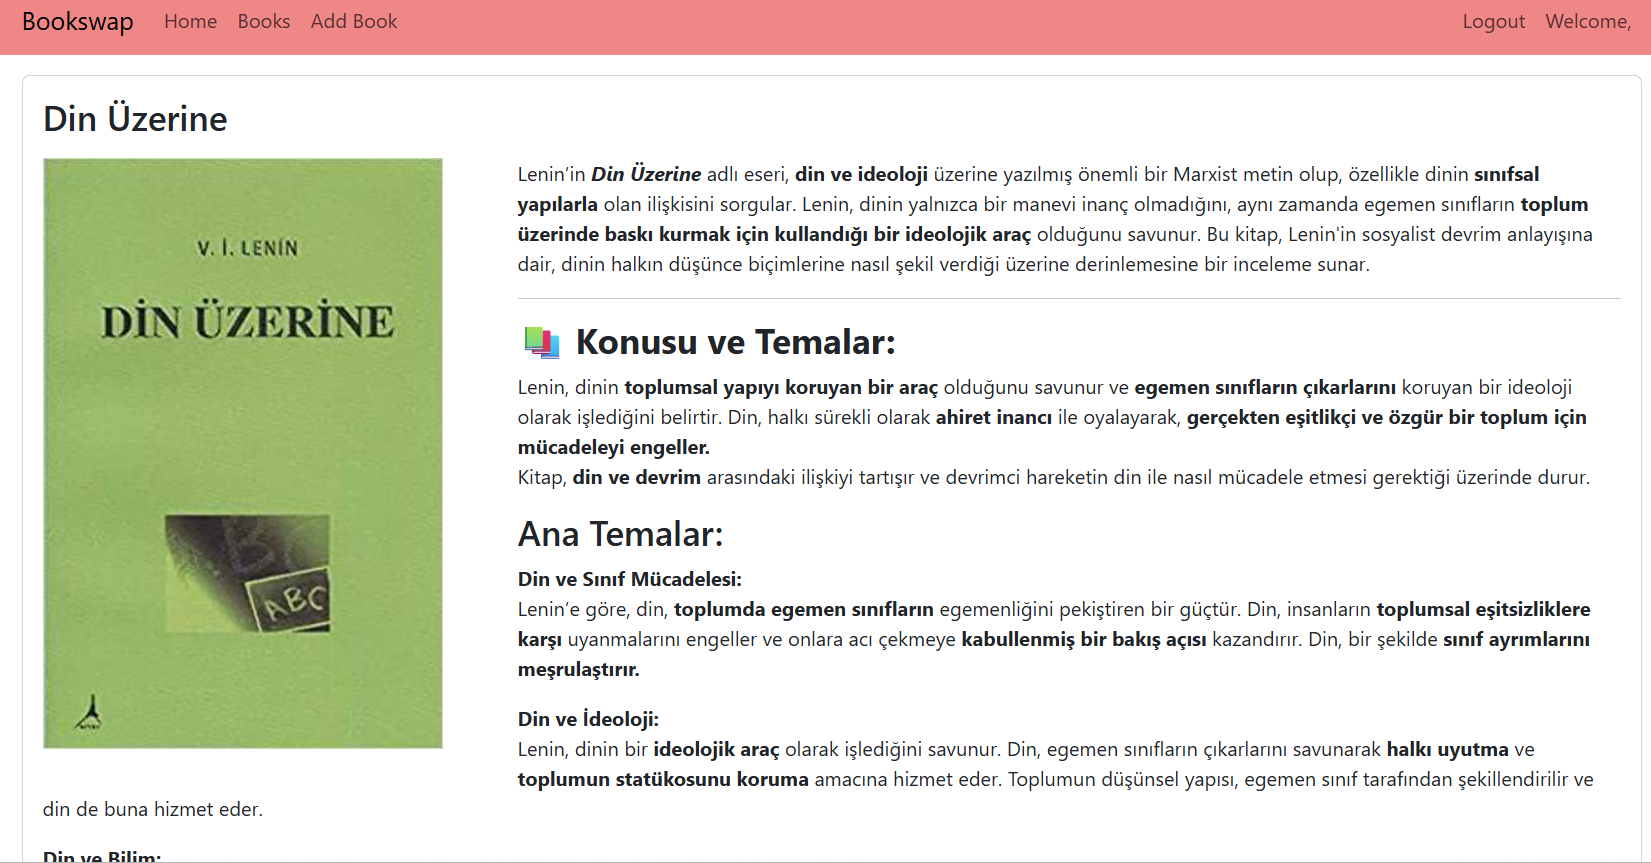 Bookswap Home Books Add Book Logout Welcome,
Din Üzerine
V. İ. LENİN
DİN ÜZERİNE
ABC
Lenin’in Din Üzerine adlı eseri, din ve ideoloji üzerine yazılmış önemli bir Marxist metin olup, özellikle dinin sınıfsal
yapılarla olan ilişkisini sorgular. Lenin, dinin yalnızca bir manevi inanç olmadığını, aynı zamanda egemen sınıfların toplum
üzerinde baskı kurmak için kullandığı bir ideolojik araç olduğunu savunur. Bu kitap, Lenin'in sosyalist devrim anlayışına
dair, dinin halkın düşünce biçimlerine nasıl şekil verdiği üzerine derinlemesine bir inceleme sunar.
Konusu ve Temalar:
Lenin, dinin toplumsal yapıyı koruyan bir araç olduğunu savunur ve egemen sınıfların çıkarlarını koruyan bir ideoloji
olarak işlediğini belirtir. Din, halkı sürekli olarak ahiret inancı ile oyalayarak, gerçekten eşitlikçi ve özgür bir toplum için
mücadeleyi engeller.
Kitap, din ve devrim arasındaki ilişkiyi tartışır ve devrimci hareketin din ile nasıl mücadele etmesi gerektiği üzerinde durur.
Ana Temalar:
Din ve Sınıf Mücadelesi:
Lenin’e göre, din, toplumda egemen sınıfların egemenliğini pekiştiren bir güçtür. Din, insanların toplumsal eşitsizliklere
karşı uyanmalarını engeller ve onlara acı çekmeye kabullenmiş bir bakış açısı kazandırır. Din, bir şekilde sınıf ayrımlarını
meşrulaştırır.
Din ve İdeoloji:
Lenin, dinin bir ideolojik araç olarak işlediğini savunur. Din, egemen sınıfların çıkarlarını savunarak halkı uyutma ve
toplumun statükosunu koruma amacına hizmet eder. Toplumun düşünsel yapısı, egemen sınıf tarafından şekillendirilir ve
din de buna hizmet eder.
Din ve Bilim: